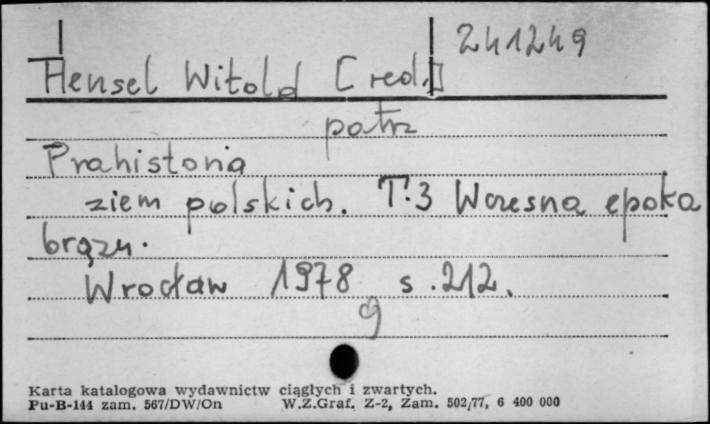 241249
Hensel Witold [red.]
patrz
Prahistoria
ziem polskich. T.3 Wczesna epoka
brązu.
Wrocław 1978 s. 212.
g
Karta katalogowa wydawnictw ciągłych i zwartych.
Pu-B-144 zam. 567/DW/On W.Z.Graf. Z-2, Zam. 502/77, 6 400 000